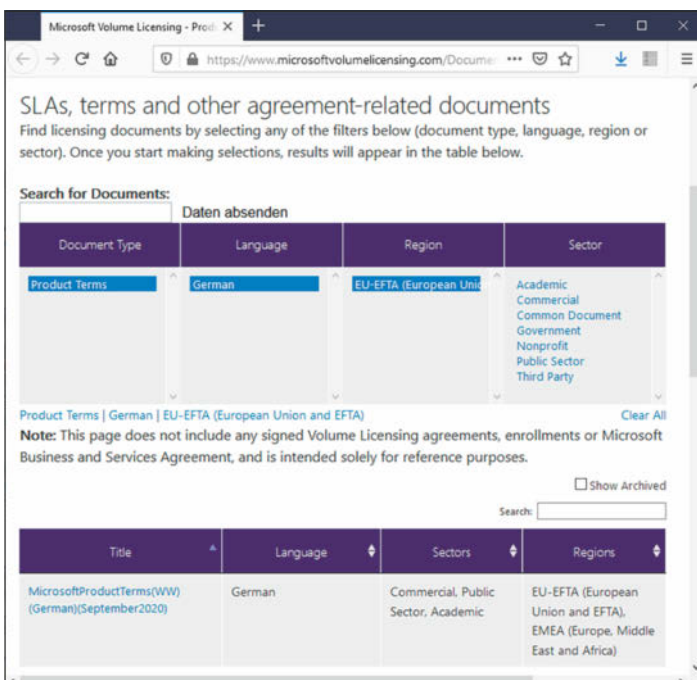 Microsoft Volume Licensing - Prod
https://www.microsoftvolumelicensing.com/Docume
SLAs, terms and other agreement-related documents
Find licensing documents by selecting any of the filters below (document type, language, region or
sector). Once you start making selections, results will appear in the table below.
Search for Documents:
Daten absenden
Document Type Language Region Sector
Product Terms German EU-EFTA (European Unio Academic
Commercial
Common Document
Government
Nonprofit
Public Sector
Third Party
Product Terms | German | EU-EFTA (European Union and EFTA) Clear All
Note: This page does not include any signed Volume Licensing agreements, enrollments or Microsoft
Business and Services Agreement, and is intended solely for reference purposes.
Show Archived
Search:
Title Language Sectors Regions
MicrosoftProductTerms(WW) German Commercial, Public EU-EFTA (European
(German)(September2020) Sector, Academic Union and EFTA),
EMEA (Europe, Middle
East and Africa)